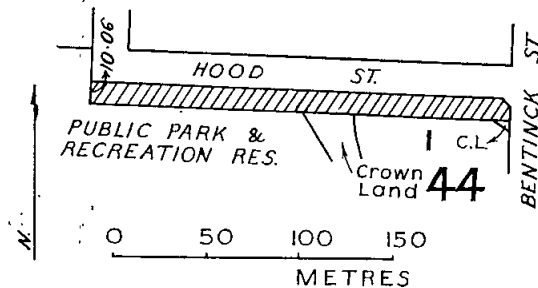 10·06
HOOD ST.
BENTINCK ST
PUBLIC PARK &
RECREATION RES.
Crown
Land
1
44
C.L.
N.
0 50 100 150
METRES